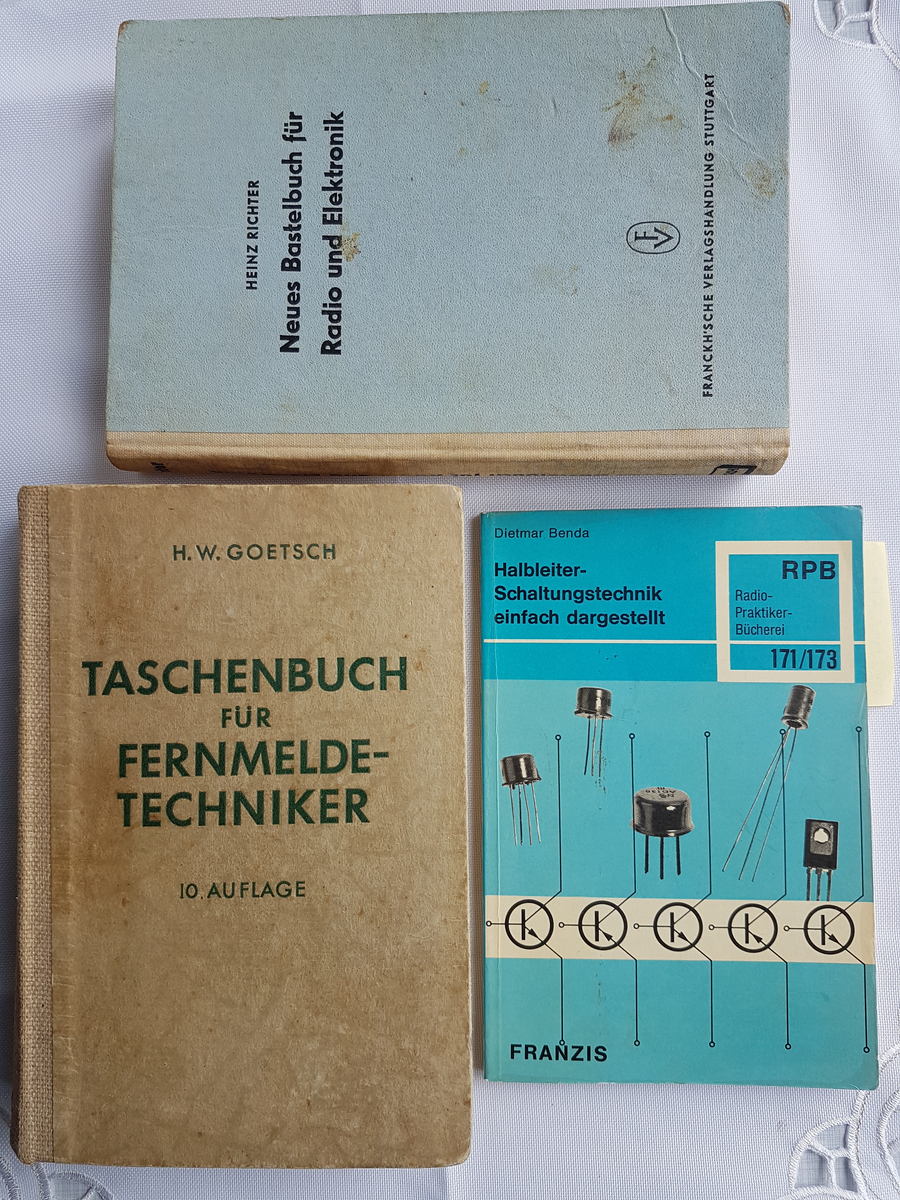 HEINZ RICHTER
Neues Bastelbuch für
Radio und Elektronik
FV
FRANCKH'SCHE VERLAGSHANDLUNG STUTTGART
H. W. GOETSCH
TASCHENBUCH
FÜR
FERNMELDE-
TECHNIKER
10. AUFLAGE
Dietmar Benda
Halbleiter-
Schaltungstechnik
einfach dargestellt
RPB
Radio-
Praktiker-
Bücherei
171/173
FRANZIS